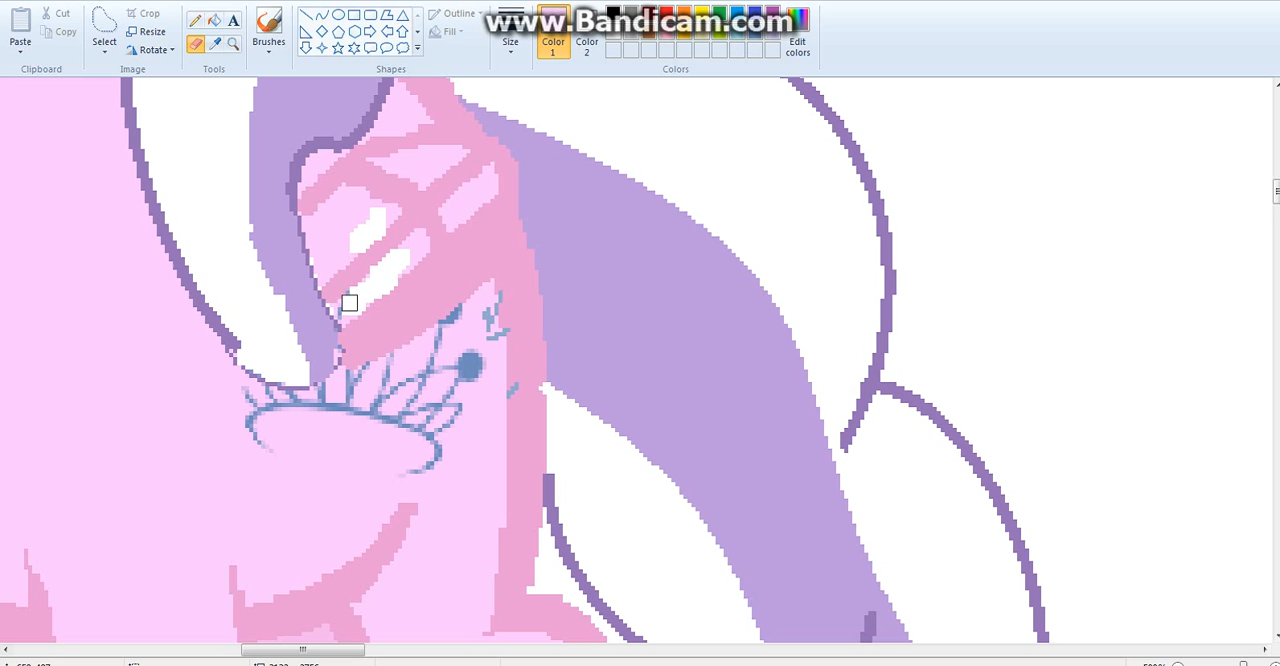 www.Bandicam.com
Cut
Copy
Paste
Clipboard
Crop
Resize
Rotate
Select
Image
A
Tools
Brushes
Outline
Fill
Shapes
Size
Color
1
Color
2
Edit
colors
Colors